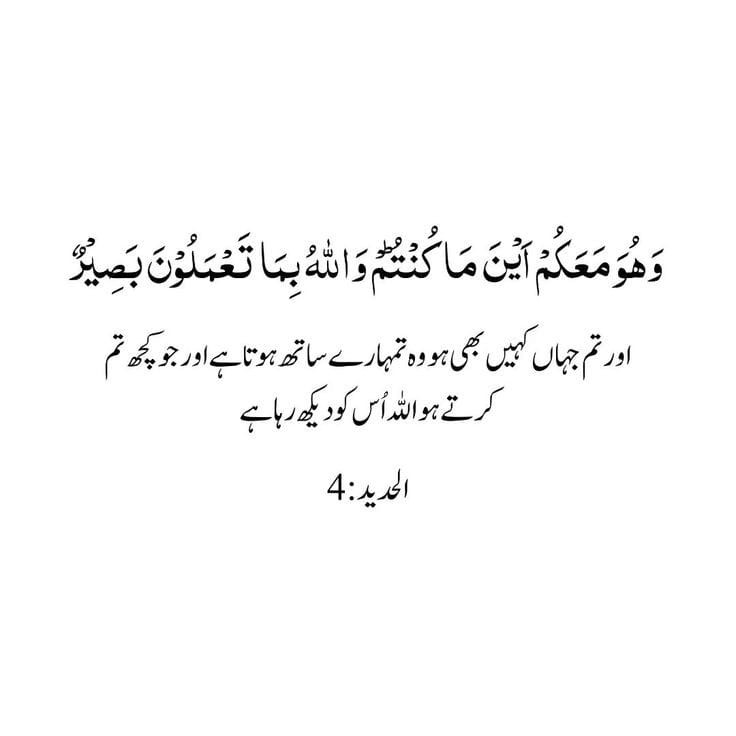 وَهُوَ مَعَكُمْ اَيْنَ مَا كُنْتُمْ ؕ وَاللّٰهُ بِمَا تَعْمَلُوْنَ بَصِيْرٌ
اور تم جہاں کہیں بھی ہو وہ تمہارے ساتھ ہوتا ہے اور جو کچھ تم
کرتے ہو اللہ اُس کو دیکھ رہا ہے
الحدید:4